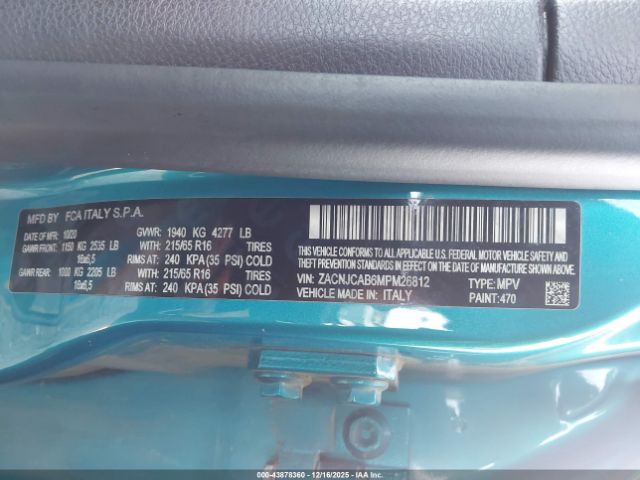 MFD BY FCA ITALY S.P.A.
DATE OF MFR: 10/20 GVWR: 1940 KG 4277 LB
GAWR FRONT: 1150 KG 2535 LB WITH: 215/65 R16 TIRES
16x6,5 RIMS AT: 240 KPA (35 PSI) COLD
GAWR REAR: 1000 KG 2205 LB WITH: 215/65 R16 TIRES
16x6,5 RIMS AT: 240 KPA (35 PSI) COLD
THIS VEHICLE CONFORMS TO ALL APPLICABLE U.S. FEDERAL MOTOR VEHICLE
SAFETY, BUMPER, AND THEFT PREVENTION STANDARDS IN EFFECT ON THE
DATE OF MANUFACTURE SHOWN ABOVE.
VIN: ZACNJCAB6MPM26812 TYPE: MPV
VEHICLE MADE IN: ITALY PAINT: 470
000-43878360 - 12/16/2025 - IAAI.COM